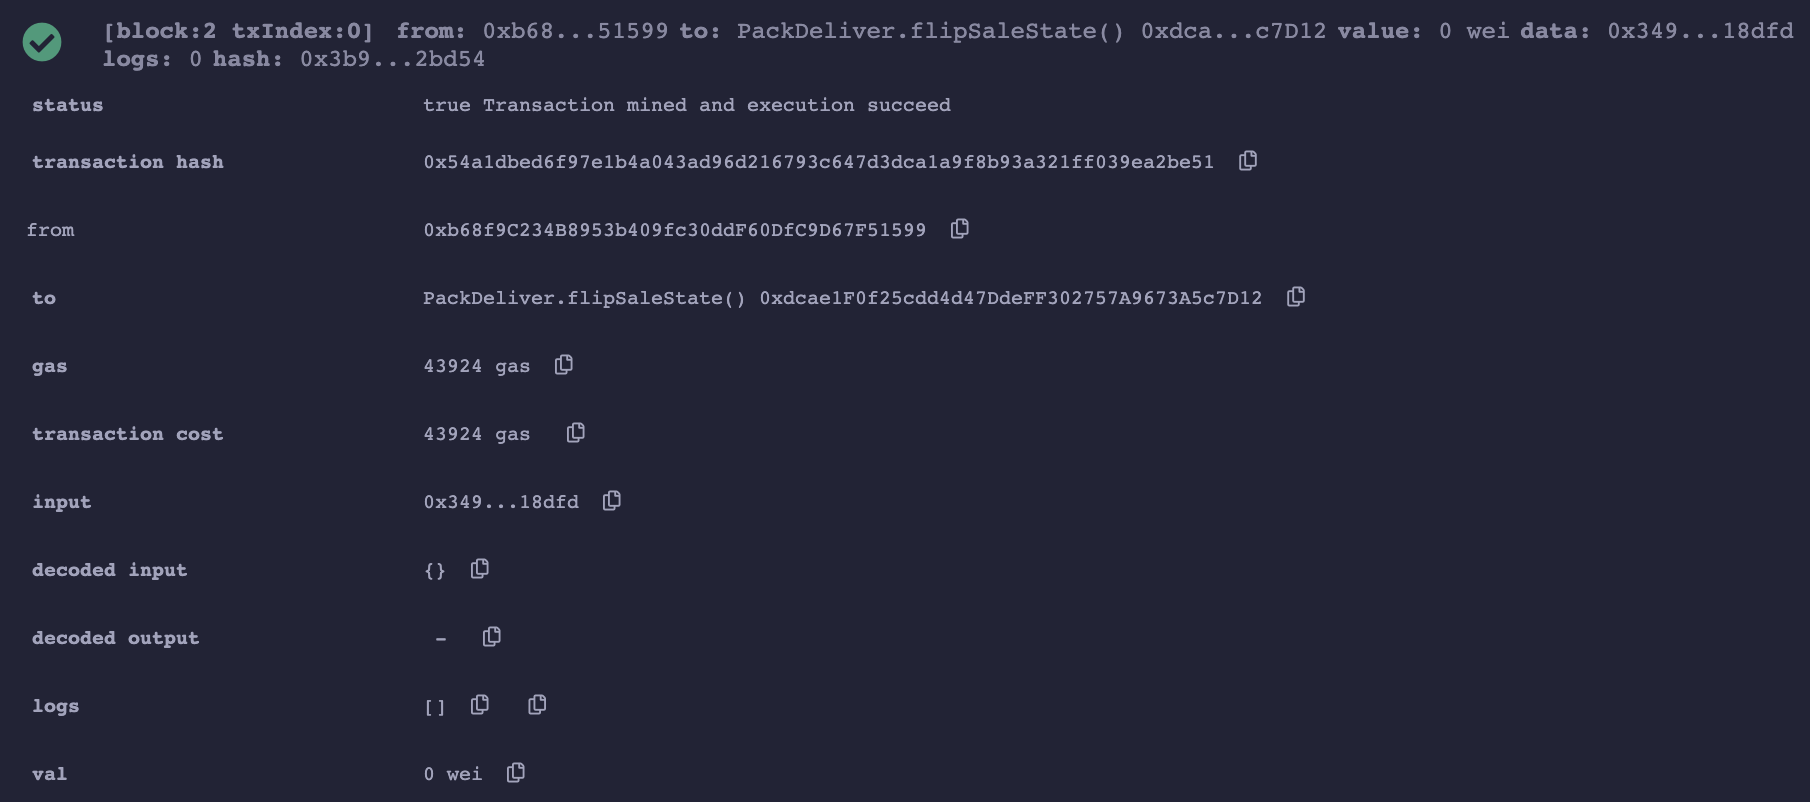 [block:2 txIndex:0] from: 0xb68...51599 to: PackDeliver.flipSaleState() 0xdca...c7D12 value: 0 wei data: 0x349...18dfd
logs: 0 hash: 0x3b9...2bd54
status true Transaction mined and execution succeed
transaction hash 0x54a1dbed6f97e1b4a043ad96d216793c647d3dca1a9f8b93a321ff039ea2be51
from 0xb68f9C234B8953b409fc30ddF60DfC9D67F51599
to PackDeliver.flipSaleState() 0xdcae1F0f25cdd4d47DdeFF302757A9673A5c7D12
gas 43924 gas
transaction cost 43924 gas
input 0x349...18dfd
decoded input {}
decoded output -
logs []
val 0 wei